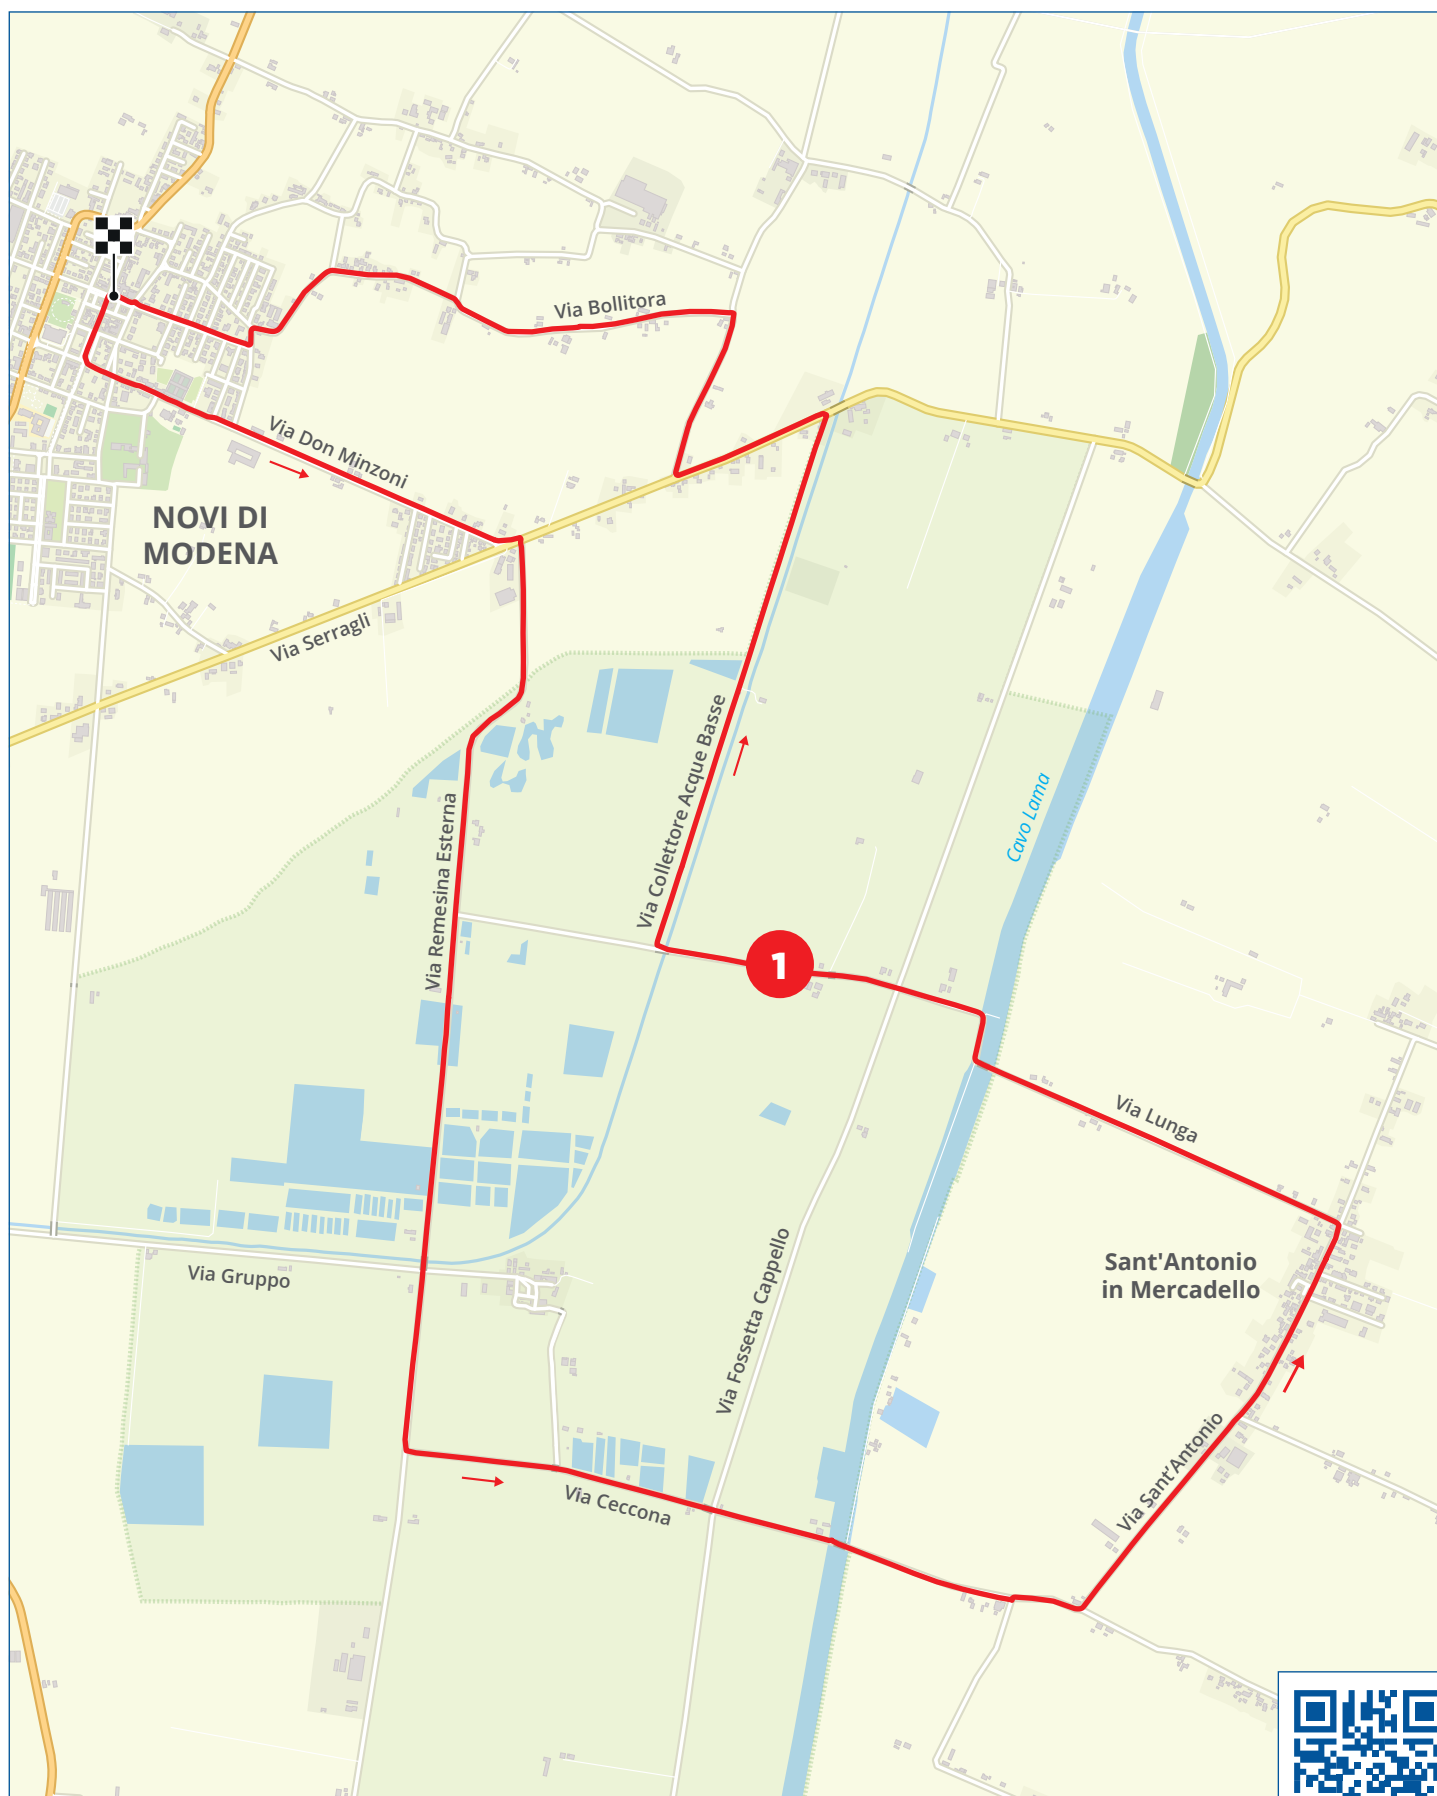 Via Bollitora
Via Don Minzoni
NOVI DI
MODENA
Via Serragli
Via Collettore Acque Basse
Via Remesina Esterna
Cavo Lama
1
Via Lunga
Sant'Antonio
in Mercadello
Via Gruppo
Via Fossetta Cappello
Via Sant'Antonio
Via Ceccona